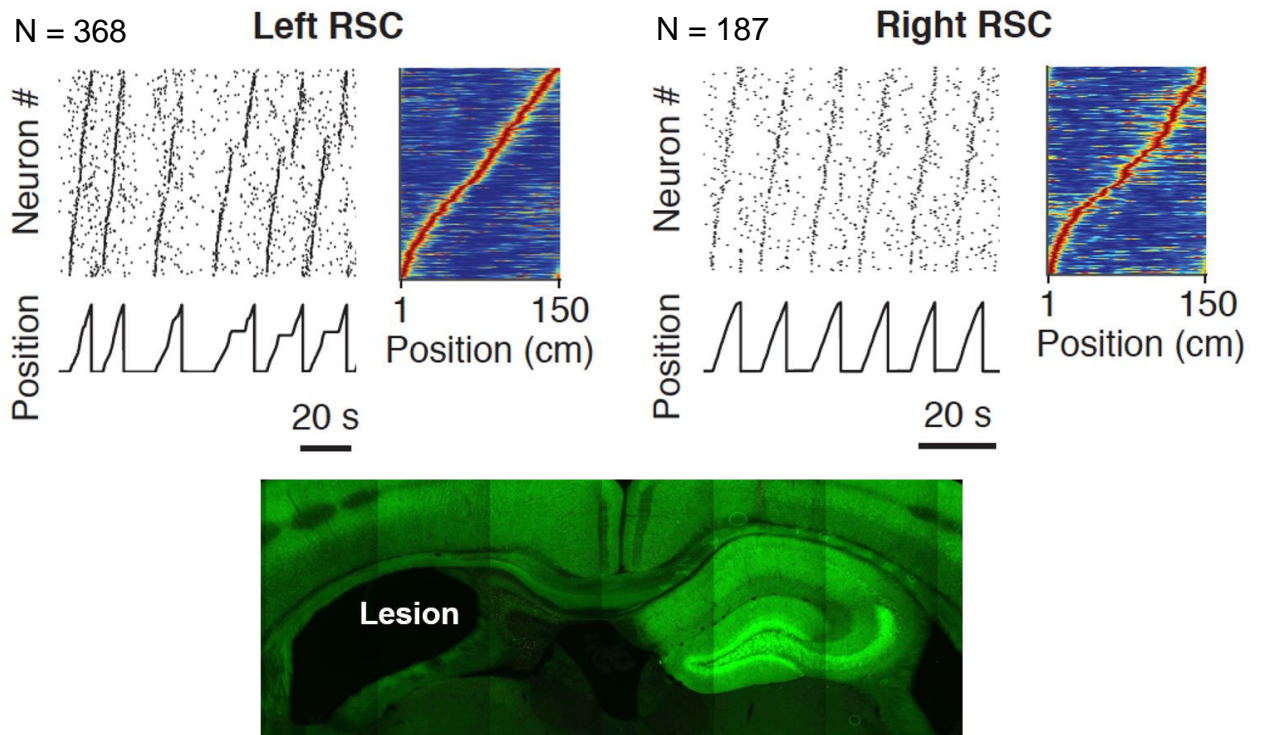 N = 368
Left RSC
Neuron #
Position
20 s
1
150
Position (cm)
N = 187
Right RSC
Neuron #
Position
20 s
1
150
Position (cm)
Lesion